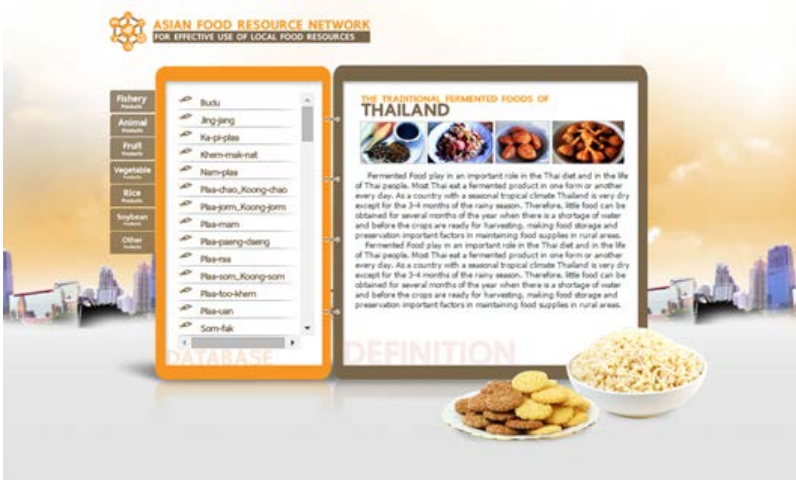 ASIAN FOOD RESOURCE NETWORK
FOR EFFECTIVE USE OF LOCAL FOOD RESOURCES
Fishery
Products
Animal
Products
Fruit
Products
Vegetable
Products
Rice
Products
Soybean
Products
Other
Products
Budu
Jing-jang
Ka-pi-plaa
Khem-mak-nat
Nam-plaa
Plaa-chao_Koong-chao
Plaa-jorm_Koong-jorm
Plaa-mam
Plaa-paeng-daeng
Plaa-raa
Plaa-som_Koong-som
Plaa-too-khem
Plaa-uan
Som-fak
DATABASE
THE TRADITIONAL FERMENTED FOODS OF
THAILAND
Fermented Food play in an important role in the Thai diet and in the life
of Thai people. Most Thai eat a fermented product in one form or another
every day. As a country with a seasonal tropical climate Thailand is very dry
except for the 3-4 months of the rainy season. Therefore, little food can be
obtained for several months of the year when there is a shortage of water
and before the crops are ready for harvesting, making food storage and
preservation important factors in maintaining food supplies in rural areas.
Fermented Food play in an important role in the Thai diet and in the life
of Thai people. Most Thai eat a fermented product in one form or another
every day. As a country with a seasonal tropical climate Thailand is very dry
except for the 3-4 months of the rainy season. Therefore, little food can be
obtained for several months of the year when there is a shortage of water
and before the crops are ready for harvesting, making food storage and
preservation important factors in maintaining food supplies in rural areas.
DEFINITION